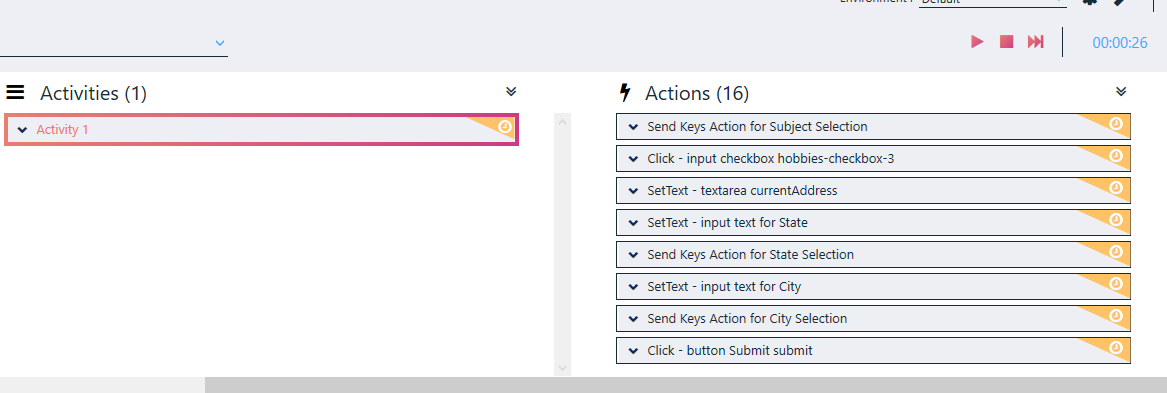 Environment :
Default
00:00:26
Activities (1)
Activity 1
Actions (16)
Send Keys Action for Subject Selection
Click - input checkbox hobbies-checkbox-3
SetText - textarea currentAddress
SetText - input text for State
Send Keys Action for State Selection
SetText - input text for City
Send Keys Action for City Selection
Click - button Submit submit